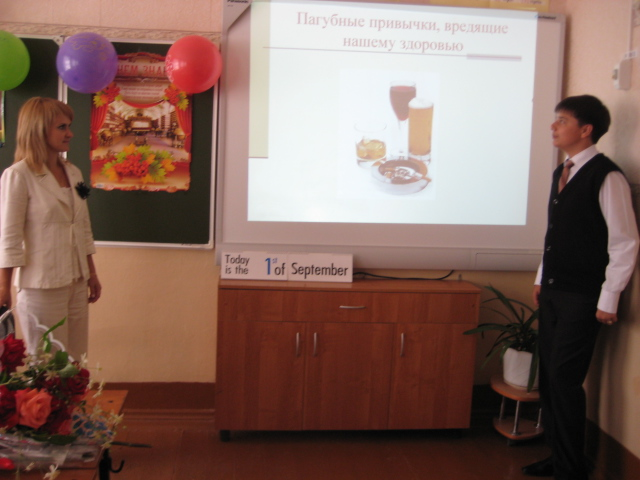 Пагубные привычки, вредящие
нашему здоровью
Today
is the 1st of September